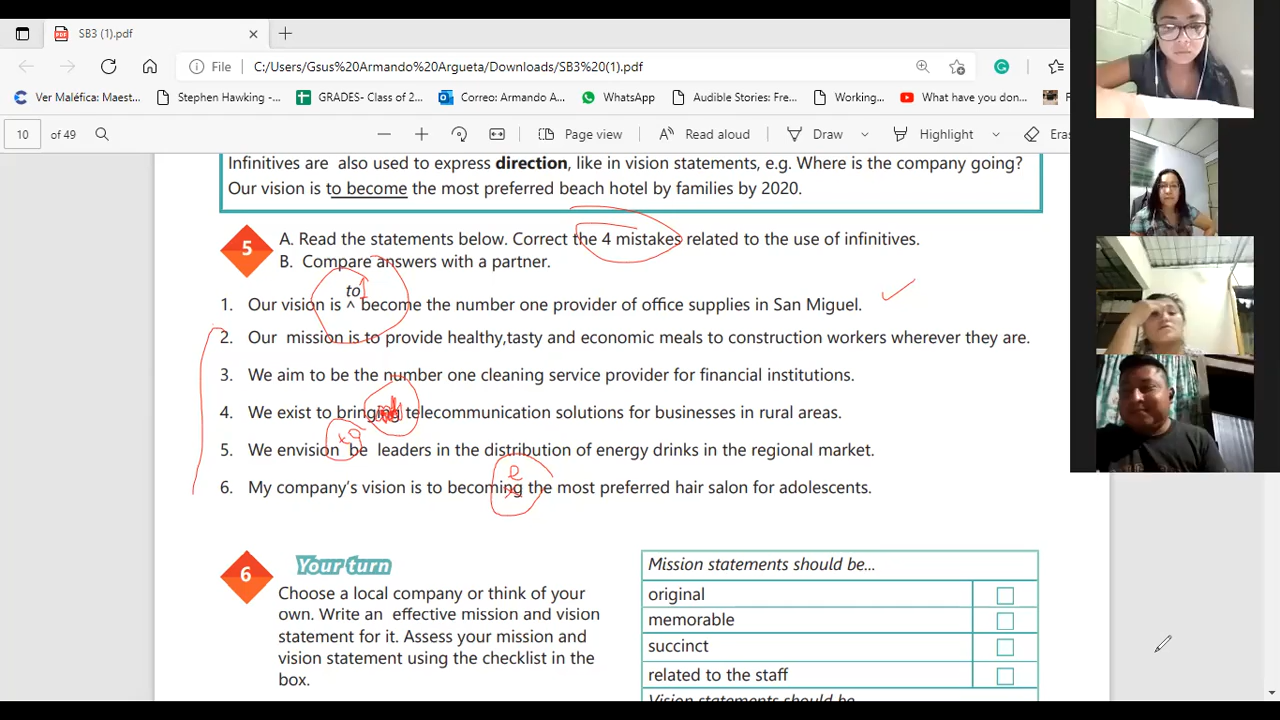 SB3 (1).pdf
File
C:/Users/Gsus%20Armando%20Argueta/Downloads/SB3%20(1).pdf
Ver Maléfica: Maest...
Stephen Hawking -...
GRADES- Class of 2...
Correo: Armando A...
WhatsApp
Audible Stories: Fre...
Working...
What have you don...
10 of 49
Page view
Read aloud
Draw
Highlight
Eras
Infinitives are also used to express direction, like in vision statements, e.g. Where is the company going?
Our vision is to become the most preferred beach hotel by families by 2020.
5
A. Read the statements below. Correct the 4 mistakes related to the use of infinitives.
B. Compare answers with a partner.
to
1. Our vision is ^ become the number one provider of office supplies in San Miguel.
2. Our mission is to provide healthy,tasty and economic meals to construction workers wherever they are.
3. We aim to be the number one cleaning service provider for financial institutions.
4. We exist to bringing telecommunication solutions for businesses in rural areas.
to
5. We envision be leaders in the distribution of energy drinks in the regional market.
e
6. My company's vision is to becoming the most preferred hair salon for adolescents.
6
Your turn
Choose a local company or think of your
own. Write an effective mission and vision
statement for it. Assess your mission and
vision statement using the checklist in the
box.
Mission statements should be...
original
memorable
succinct
related to the staff
Vision statements should be